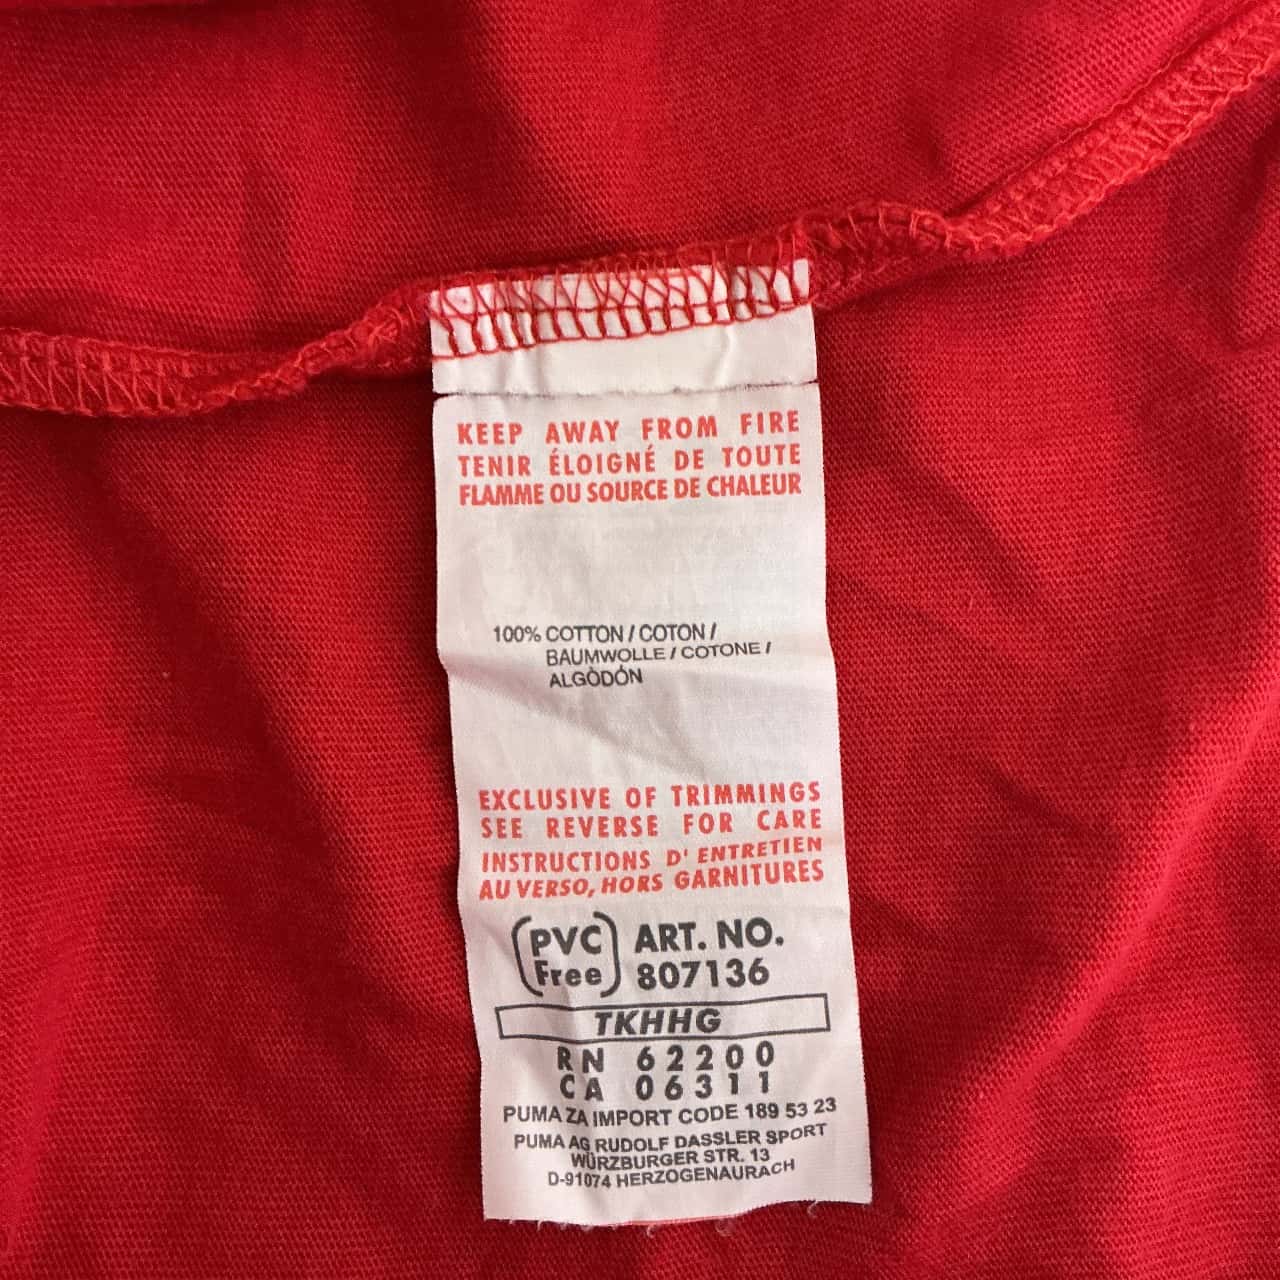 KEEP AWAY FROM FIRE
TENIR ÉLOIGNÉ DE TOUTE
FLAMME OU SOURCE DE CHALEUR
100% COTTON / COTON /
BAUMWOLLE / COTONE /
ALGÒDÓN
EXCLUSIVE OF TRIMMINGS
SEE REVERSE FOR CARE
INSTRUCTIONS D' ENTRETIEN
AU VERSO, HORS GARNITURES
PVC Free ART. NO.
807136
TKHHG
RN 62200
CA 06311
PUMA ZA IMPORT CODE 189 53 23
PUMA AG RUDOLF DASSLER SPORT
WÜRZBURGER STR. 13
D-91074 HERZOGENAURACH